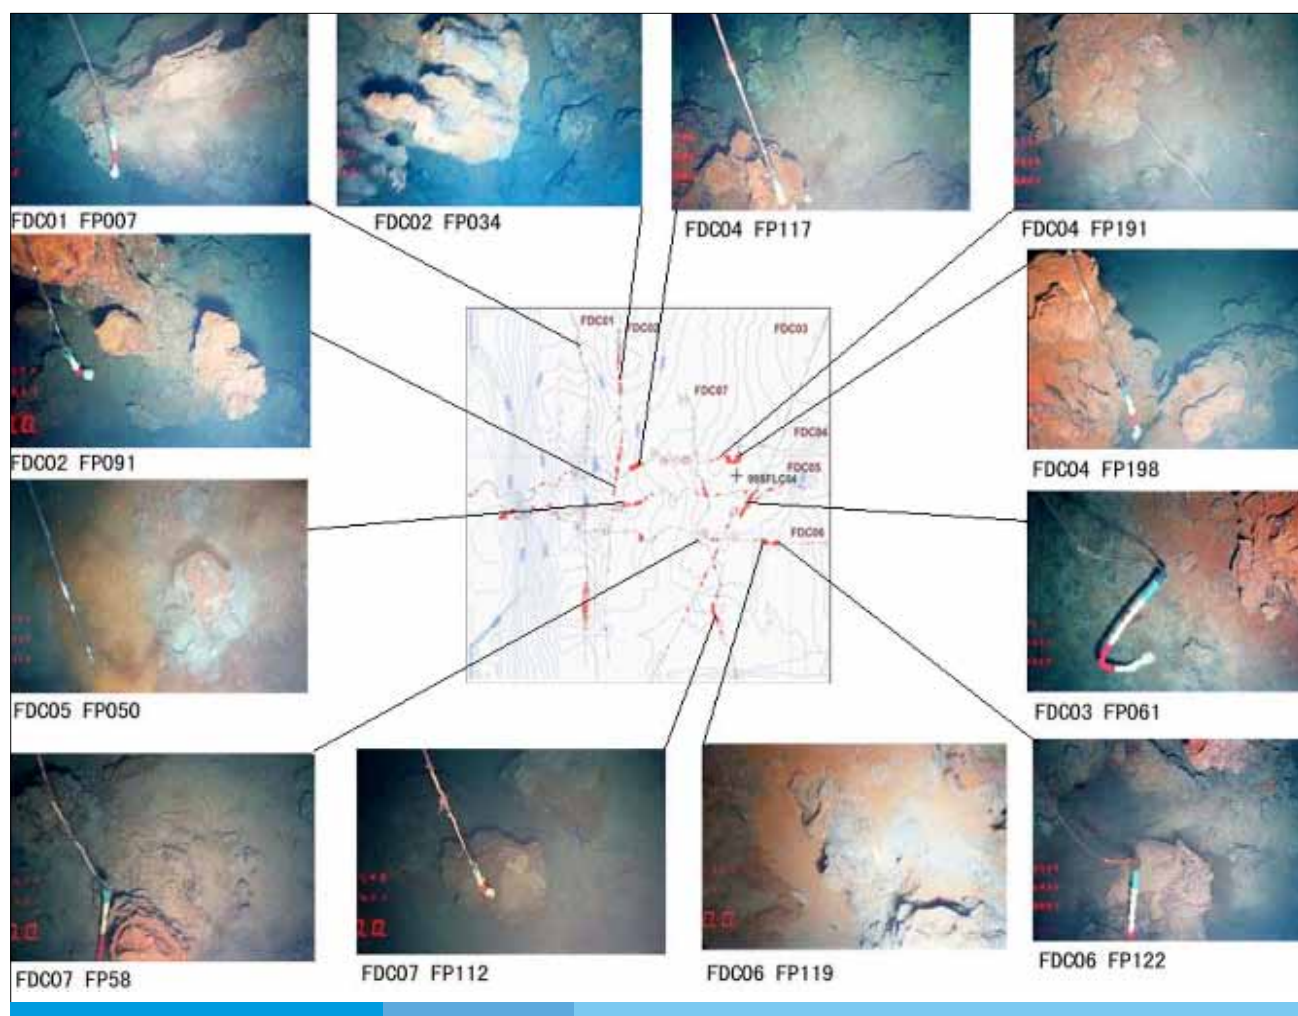 FDC01 FP007
FDC02 FP034
FDC04 FP117
FDC04 FP191
FDC02 FP091
FDC01
FDC02
FDC03
FDC07
FDC04
FDC05
FDC06
FDC04 FP198
FDC05 FP050
FDC03 FP061
FDC07 FP58
FDC07 FP112
FDC06 FP119
FDC06 FP122